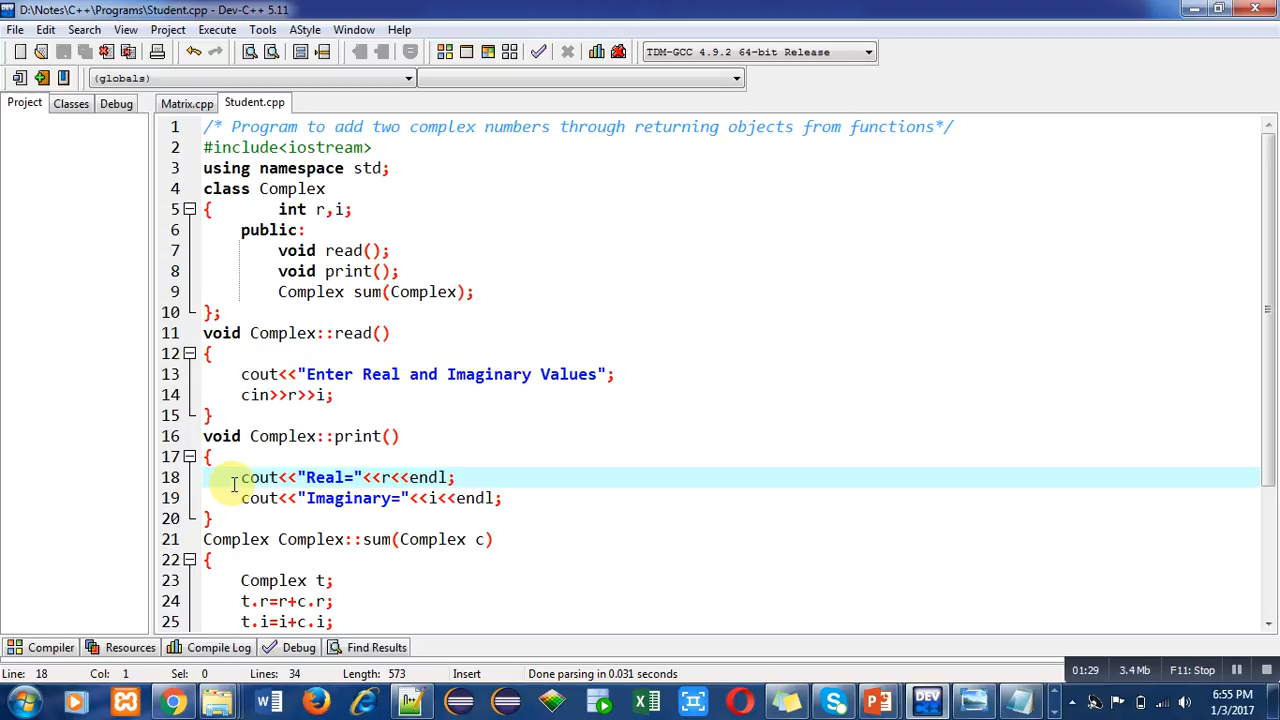 D:\Notes\C++\Programs\Student.cpp - Dev-C++ 5.11
File Edit Search View Project Execute Tools AStyle Window Help
TDM-GCC 4.9.2 64-bit Release
(globals)
Project Classes Debug Matrix.cpp Student.cpp
1 /* Program to add two complex numbers through returning objects from functions*/
2 #include<iostream>
3 using namespace std;
4 class Complex
5 { int r,i;
6 public:
7 void read();
8 void print();
9 Complex sum(Complex);
10 };
11 void Complex::read()
12 {
13 cout<<"Enter Real and Imaginary Values";
14 cin>>r>>i;
15 }
16 void Complex::print()
17 {
18 cout<<"Real="<<r<<endl;
19 cout<<"Imaginary="<<i<<endl;
20 }
21 Complex Complex::sum(Complex c)
22 {
23 Complex t;
24 t.r=r+c.r;
25 t.i=i+c.i;
Compiler Resources Compile Log Debug Find Results
Line: 18 Col: 1 Sel: 0 Lines: 34 Length: 573 Insert Done parsing in 0.031 seconds
01:29 3.4 Mb F11: Stop
6:55 PM
1/3/2017